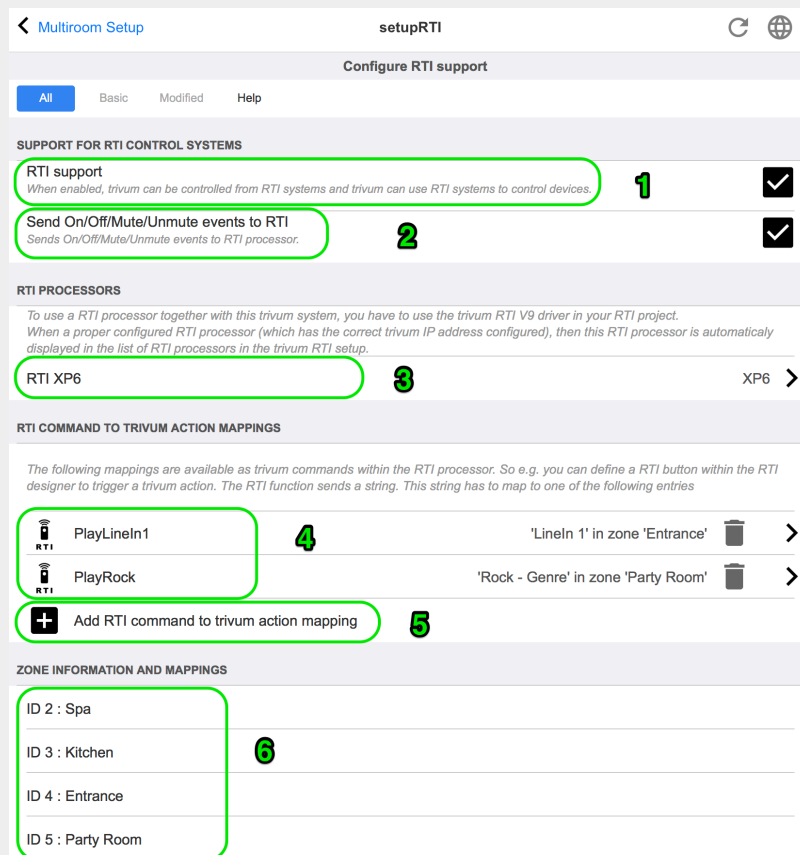 Multiroom Setup
setupRTI
Configure RTI support
All Basic Modified Help
SUPPORT FOR RTI CONTROL SYSTEMS
RTI support
When enabled, trivum can be controlled from RTI systems and trivum can use RTI systems to control devices.
1
Send On/Off/Mute/Unmute events to RTI
Sends On/Off/Mute/Unmute events to RTI processor.
2
RTI PROCESSORS
To use a RTI processor together with this trivum system, you have to use the trivum RTI V9 driver in your RTI project.
When a proper configured RTI processor (which has the correct trivum IP address configured), then this RTI processor is automaticaly
displayed in the list of RTI processors in the trivum RTI setup.
RTI XP6 3 XP6
RTI COMMAND TO TRIVUM ACTION MAPPINGS
The following mappings are available as trivum commands within the RTI processor. So e.g. you can define a RTI button within the RTI
designer to trigger a trivum action. The RTI function sends a string. This string has to map to one of the following entries
RTI PlayLineIn1 4 'LineIn 1' in zone 'Entrance'
RTI PlayRock 'Rock - Genre' in zone 'Party Room'
Add RTI command to trivum action mapping 5
ZONE INFORMATION AND MAPPINGS
ID 2 : Spa
ID 3 : Kitchen 6
ID 4 : Entrance
ID 5 : Party Room